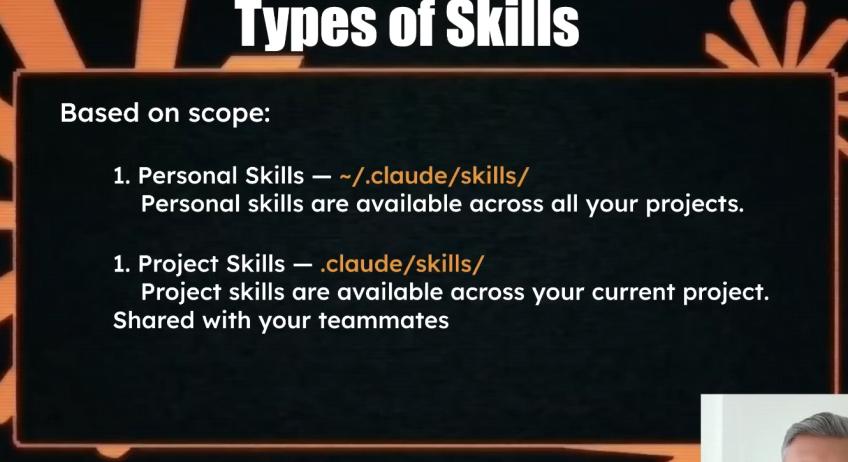 Types of Skills
Based on scope:
1. Personal Skills — ~/.claude/skills/
Personal skills are available across all your projects.
1. Project Skills — .claude/skills/
Project skills are available across your current project.
Shared with your teammates